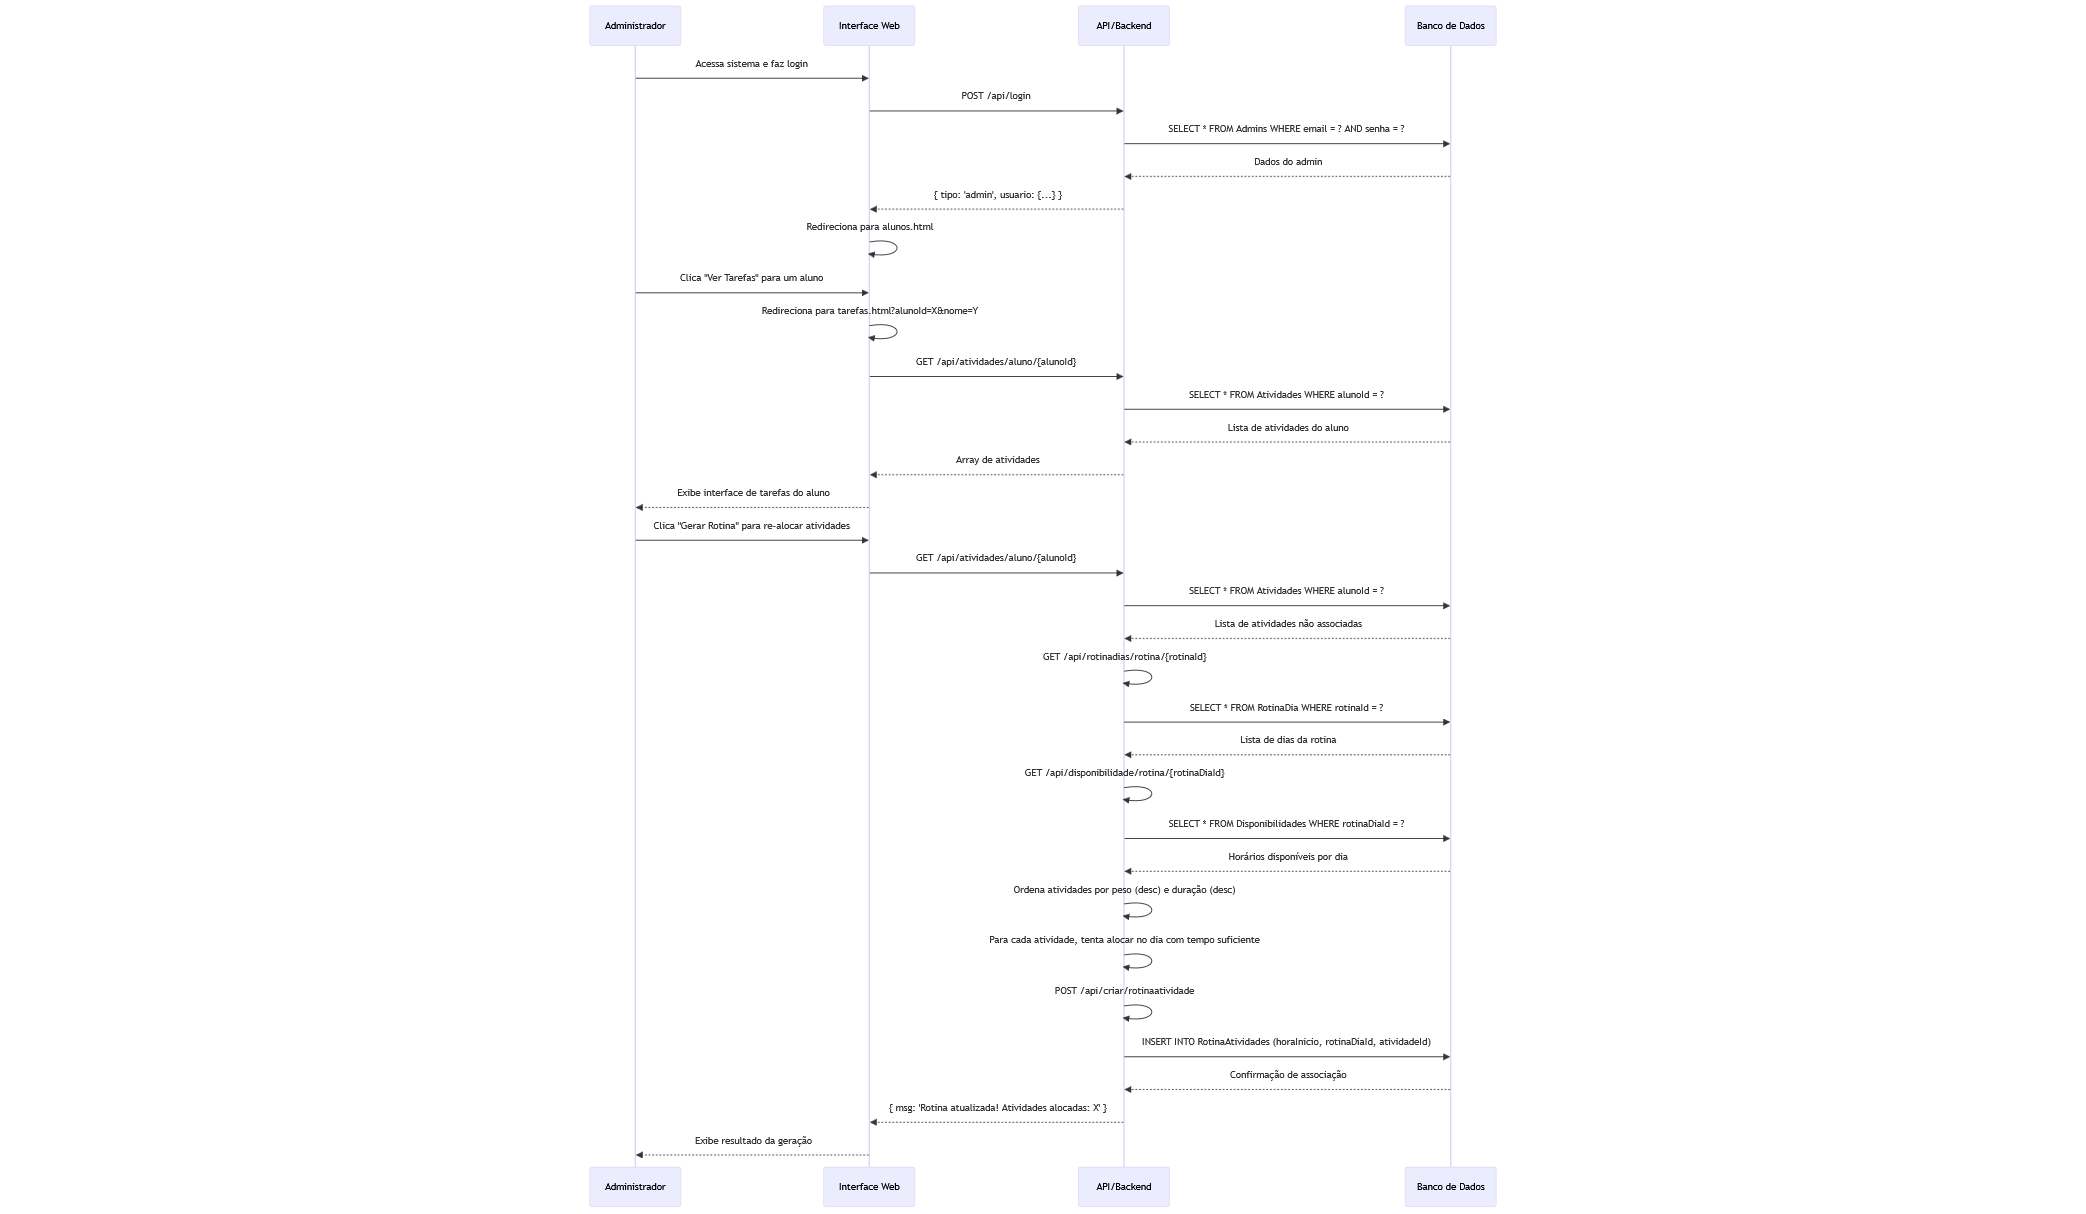 Administrador
Interface Web
API/Backend
Banco de Dados
Acessa sistema e faz login
POST /api/login
SELECT * FROM Admins WHERE email = ? AND senha = ?
Dados do admin
{ tipo: 'admin', usuario: {...} }
Redireciona para alunos.html
Clica "Ver Tarefas" para um aluno
Redireciona para tarefas.html?alunoId=X&nome=Y
GET /api/atividades/aluno/{alunoId}
SELECT * FROM Atividades WHERE alunoId = ?
Lista de atividades do aluno
Array de atividades
Exibe interface de tarefas do aluno
Clica "Gerar Rotina" para re-alocar atividades
GET /api/atividades/aluno/{alunoId}
SELECT * FROM Atividades WHERE alunoId = ?
Lista de atividades não associadas
GET /api/rotinadias/rotina/{rotinaId}
SELECT * FROM RotinaDia WHERE rotinaId = ?
Lista de dias da rotina
GET /api/disponibilidade/rotina/{rotinaDiaId}
SELECT * FROM Disponibilidades WHERE rotinaDiaId = ?
Horários disponíveis por dia
Ordena atividades por peso (desc) e duração (desc)
Para cada atividade, tenta alocar no dia com tempo suficiente
POST /api/criar/rotinaatividade
INSERT INTO RotinaAtividades (horaInicio, rotinaDiaId, atividadeId)
Confirmação de associação
{ msg: 'Rotina atualizada! Atividades alocadas: X' }
Exibe resultado da geração
Administrador
Interface Web
API/Backend
Banco de Dados